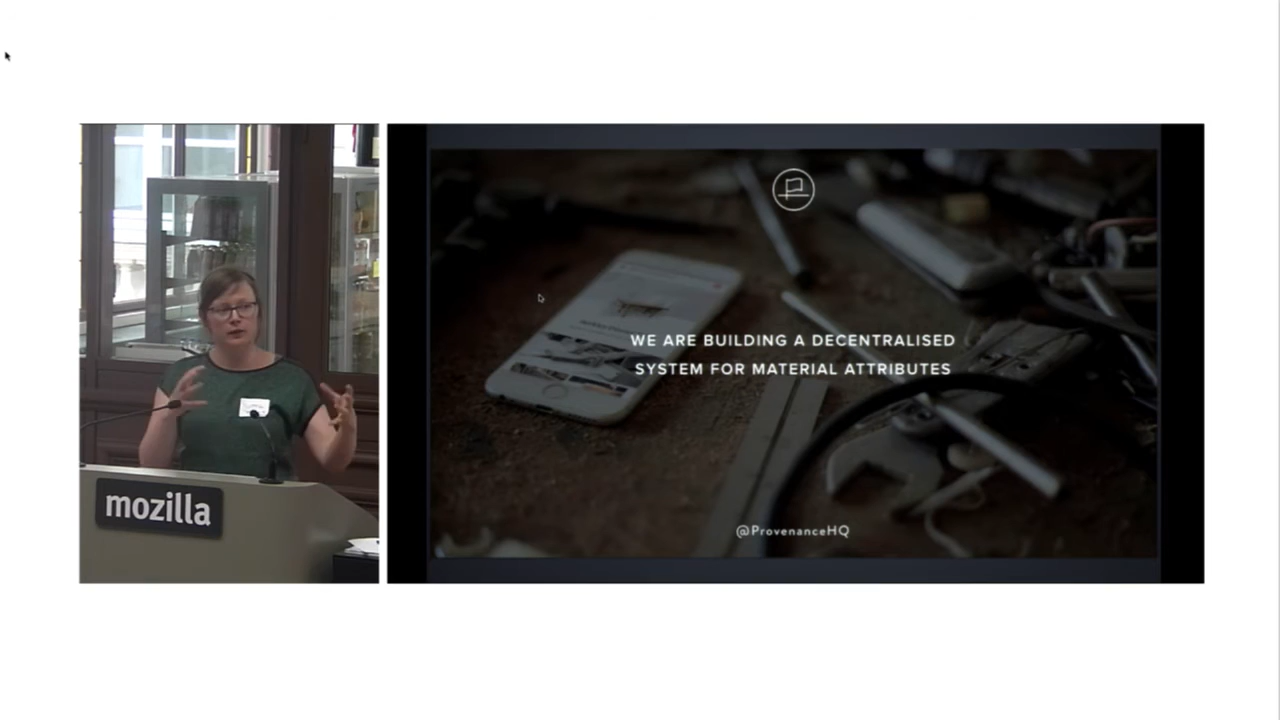 mozilla
WE ARE BUILDING A DECENTRALISED
SYSTEM FOR MATERIAL ATTRIBUTES
@ProvenanceHQ